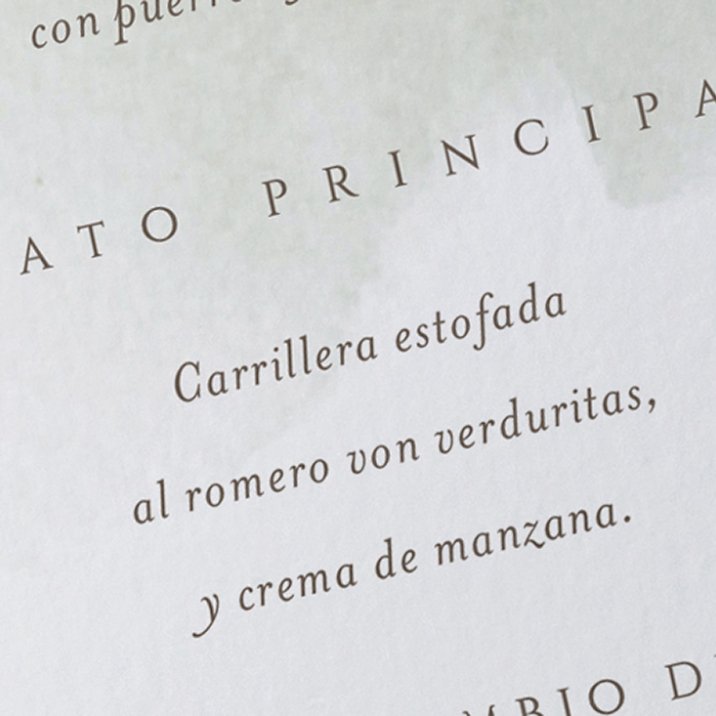 con
ATO PRINCIPA
Carrillera estofada
al romero von verduritas,
y crema de manzana.